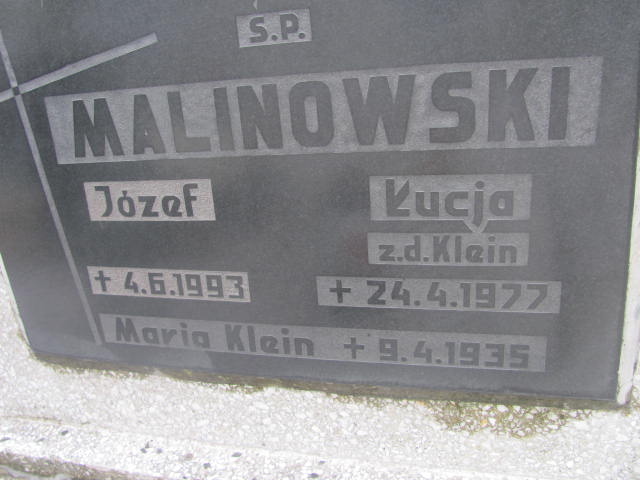 S.P.
MALINOWSKI
Józef Łucja
z.d.Klein
+ 4.6.1993 + 24.4.1977
Maria Klein + 9.4.1935